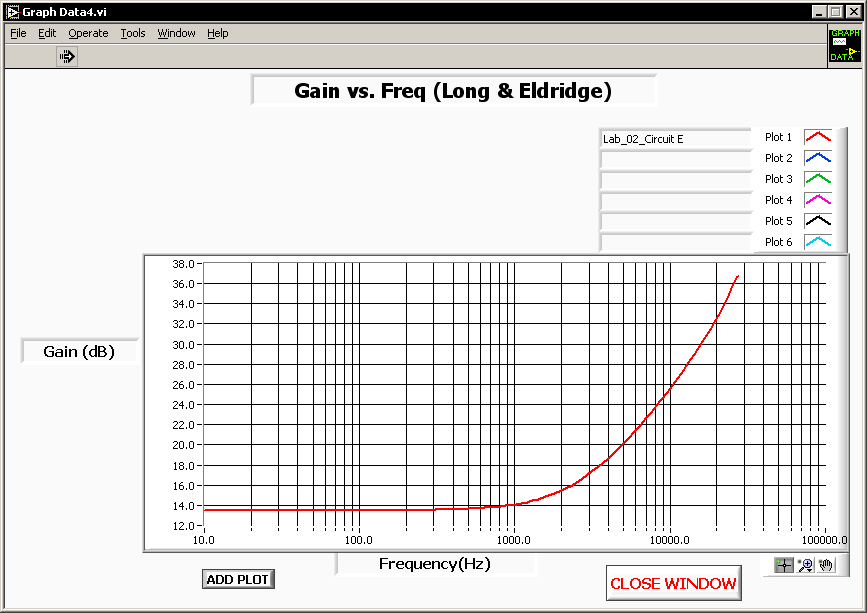 Graph Data4.vi
File Edit Operate Tools Window Help
GRAPH
DATA
Gain vs. Freq (Long & Eldridge)
Lab_02_Circuit E Plot 1
Plot 2
Plot 3
Plot 4
Plot 5
Plot 6
38.0
36.0
34.0
32.0
30.0
28.0
26.0
24.0
22.0
20.0
18.0
16.0
14.0
12.0
Gain (dB)
10.0 100.0 1000.0 10000.0 100000.0
Frequency(Hz)
ADD PLOT
CLOSE WINDOW